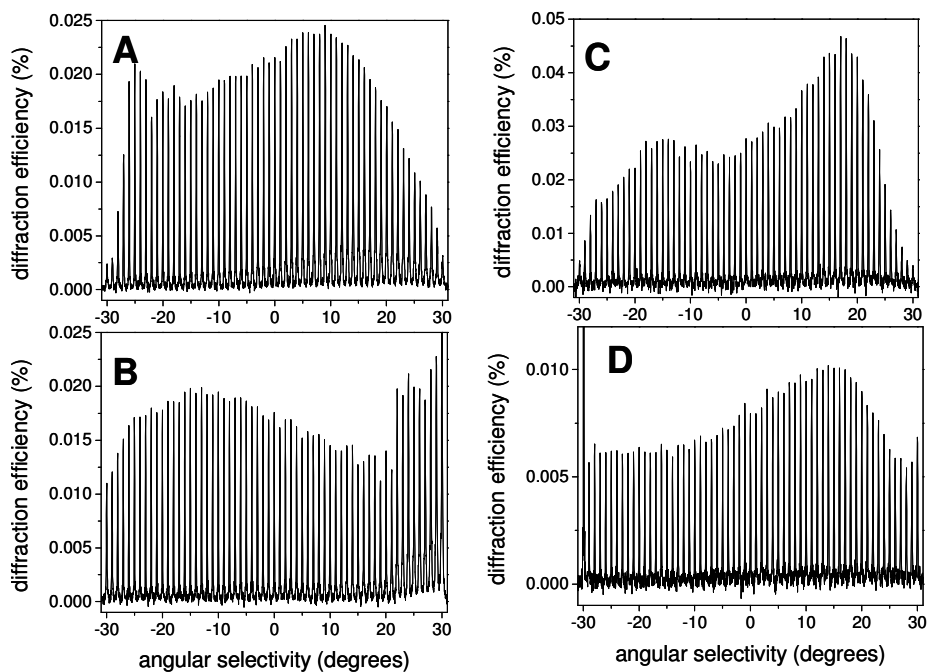 A
diffraction efficiency (%)
0.025
0.020
0.015
0.010
0.005
0.000
-30 -20 -10 0 10 20 30
C
diffraction efficiency (%)
0.05
0.04
0.03
0.02
0.01
0.00
-30 -20 -10 0 10 20 30
B
diffraction efficiency (%)
0.025
0.020
0.015
0.010
0.005
0.000
-30 -20 -10 0 10 20 30
angular selectivity (degrees)
D
diffraction efficiency (%)
0.010
0.005
0.000
-30 -20 -10 0 10 20 30
angular selectivity (degrees)